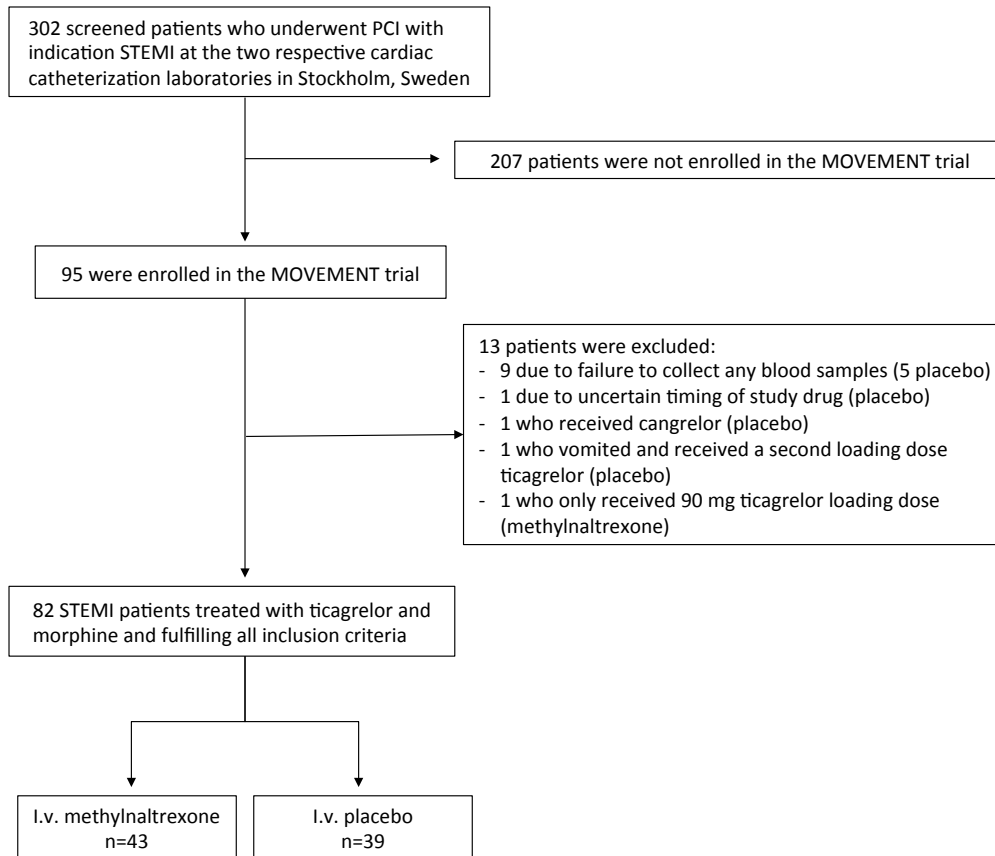 302 screened patients who underwent PCI with
indication STEMI at the two respective cardiac
catheterization laboratories in Stockholm, Sweden
207 patients were not enrolled in the MOVEMENT trial
95 were enrolled in the MOVEMENT trial
13 patients were excluded:
- 9 due to failure to collect any blood samples (5 placebo)
- 1 due to uncertain timing of study drug (placebo)
- 1 who received cangrelor (placebo)
- 1 who vomited and received a second loading dose
ticagrelor (placebo)
- 1 who only received 90 mg ticagrelor loading dose
(methylnaltrexone)
82 STEMI patients treated with ticagrelor and
morphine and fulfilling all inclusion criteria
I.v. methylnaltrexone
n=43
I.v. placebo
n=39